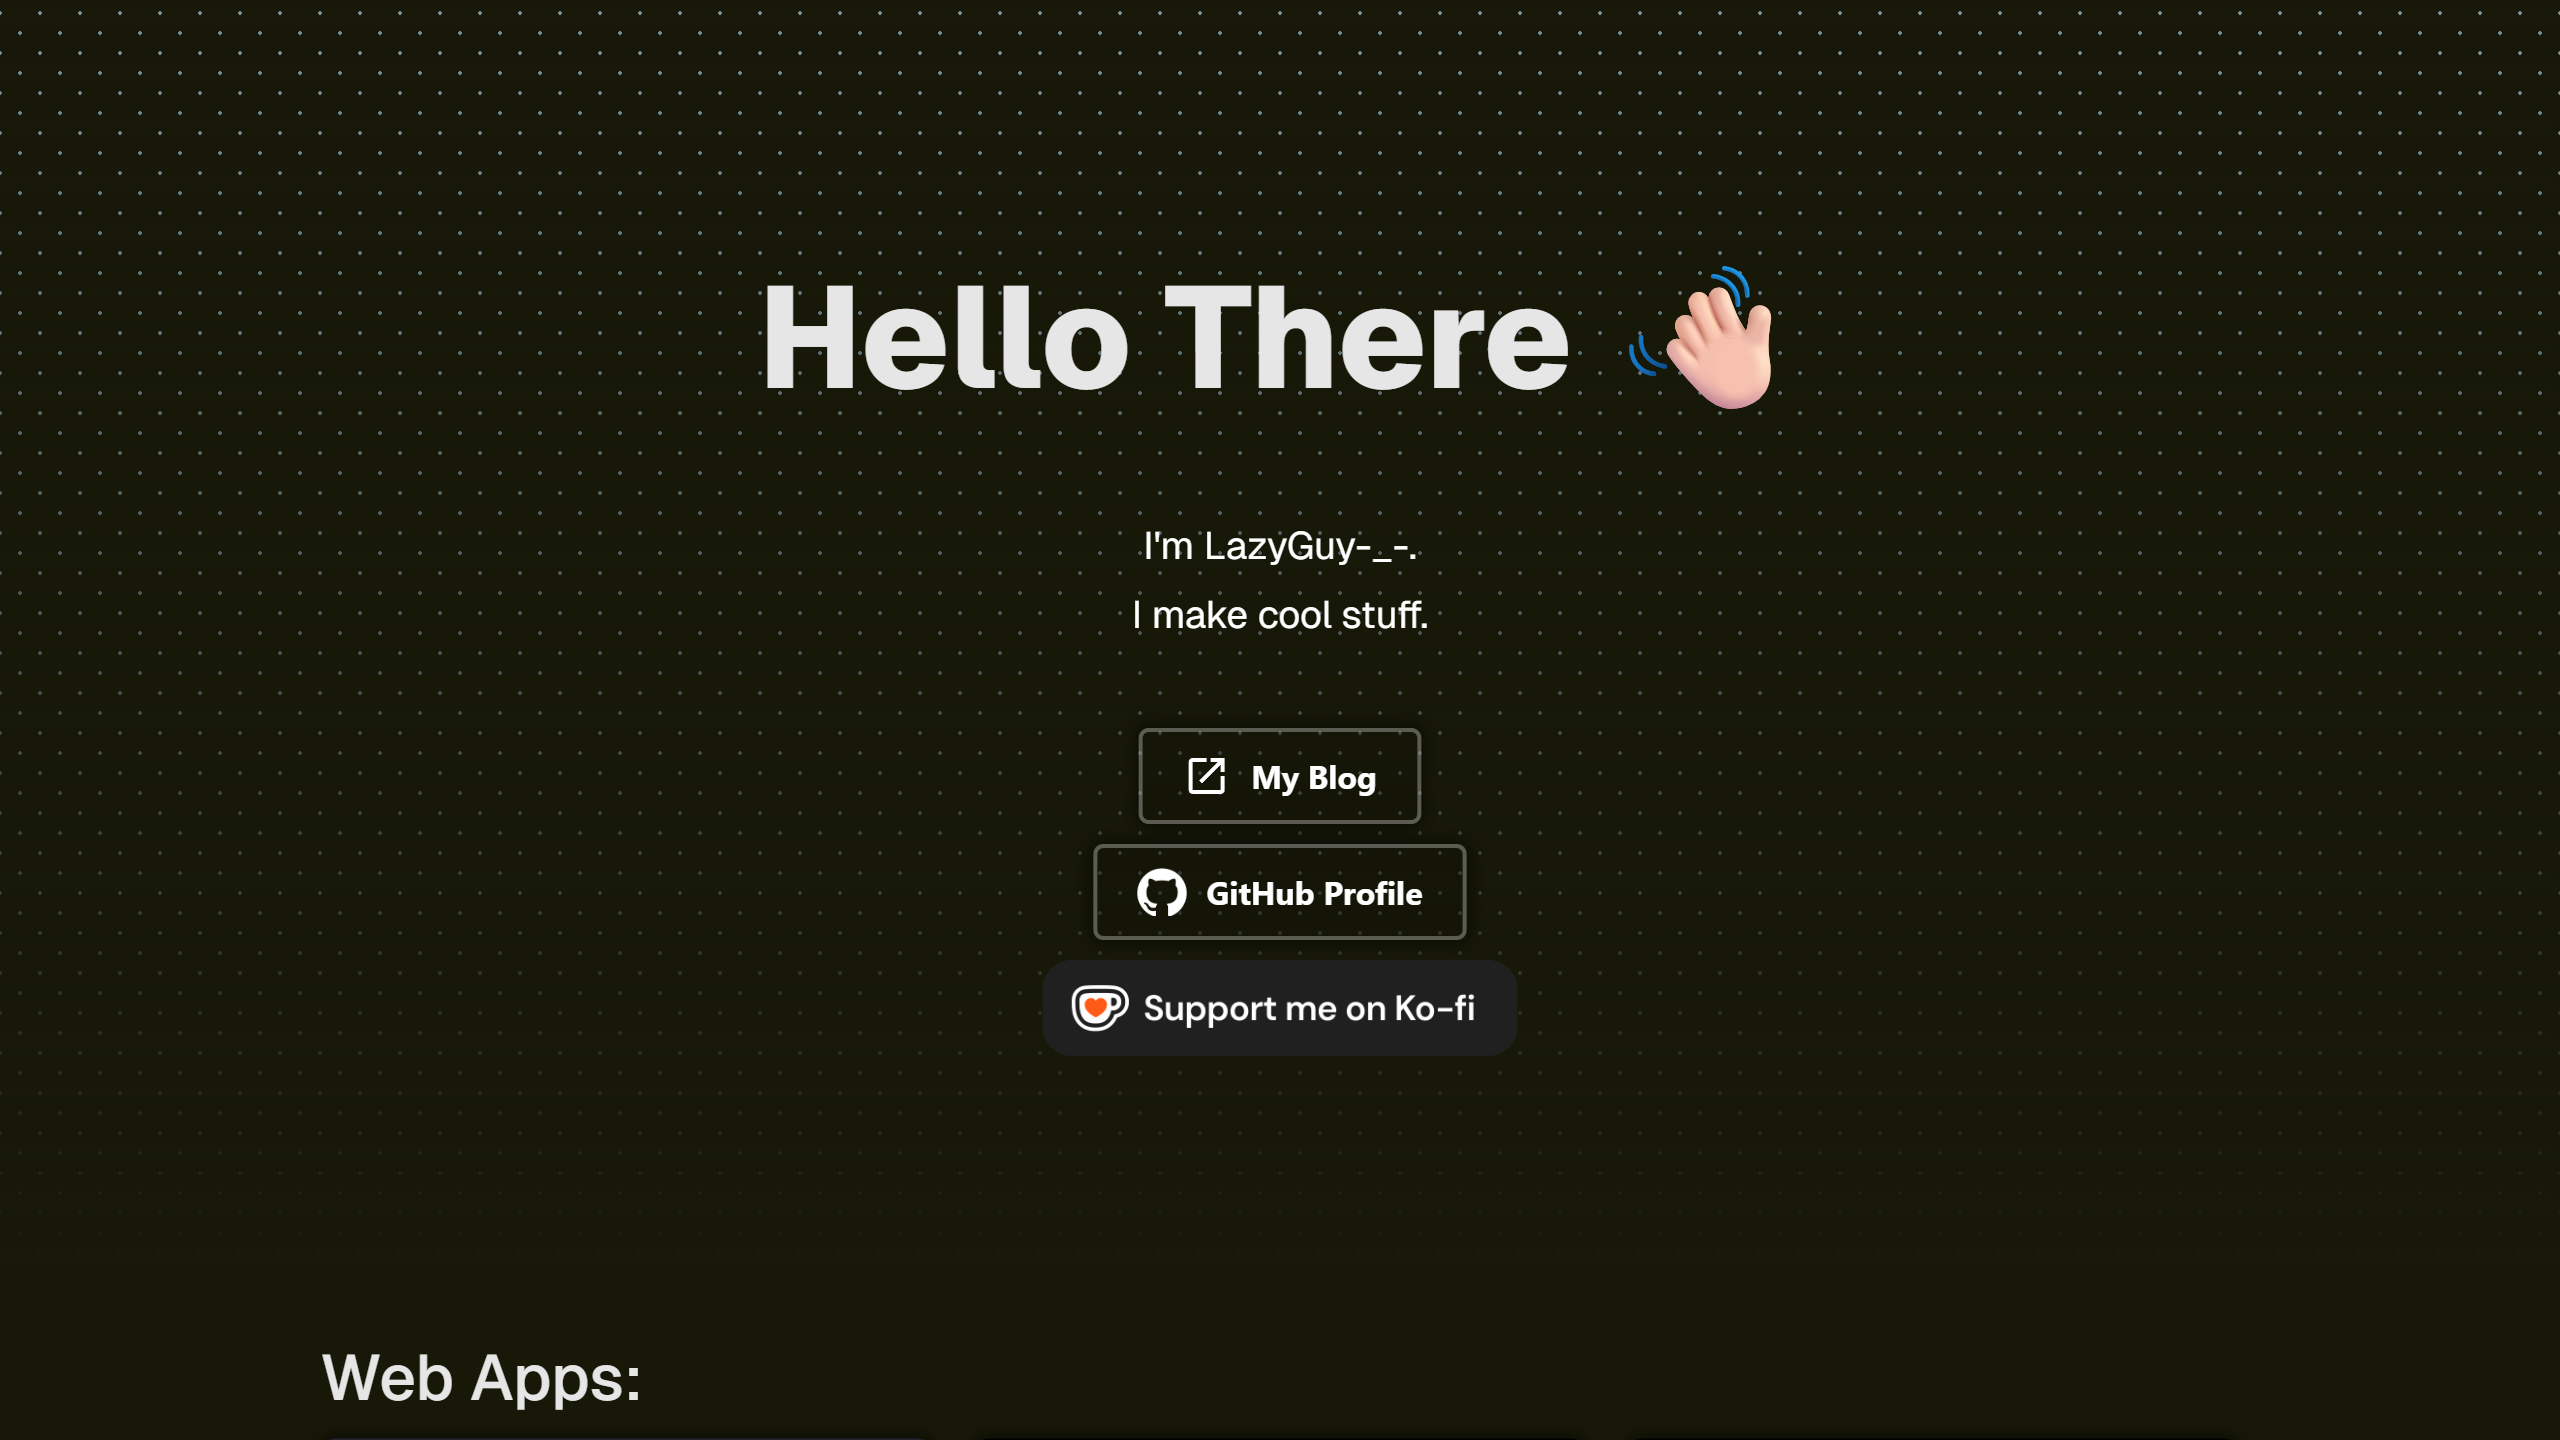 Hello There 👋🏻
I'm LazyGuy-_-.
I make cool stuff.
My Blog
GitHub Profile
Support me on Ko-fi
Web Apps: